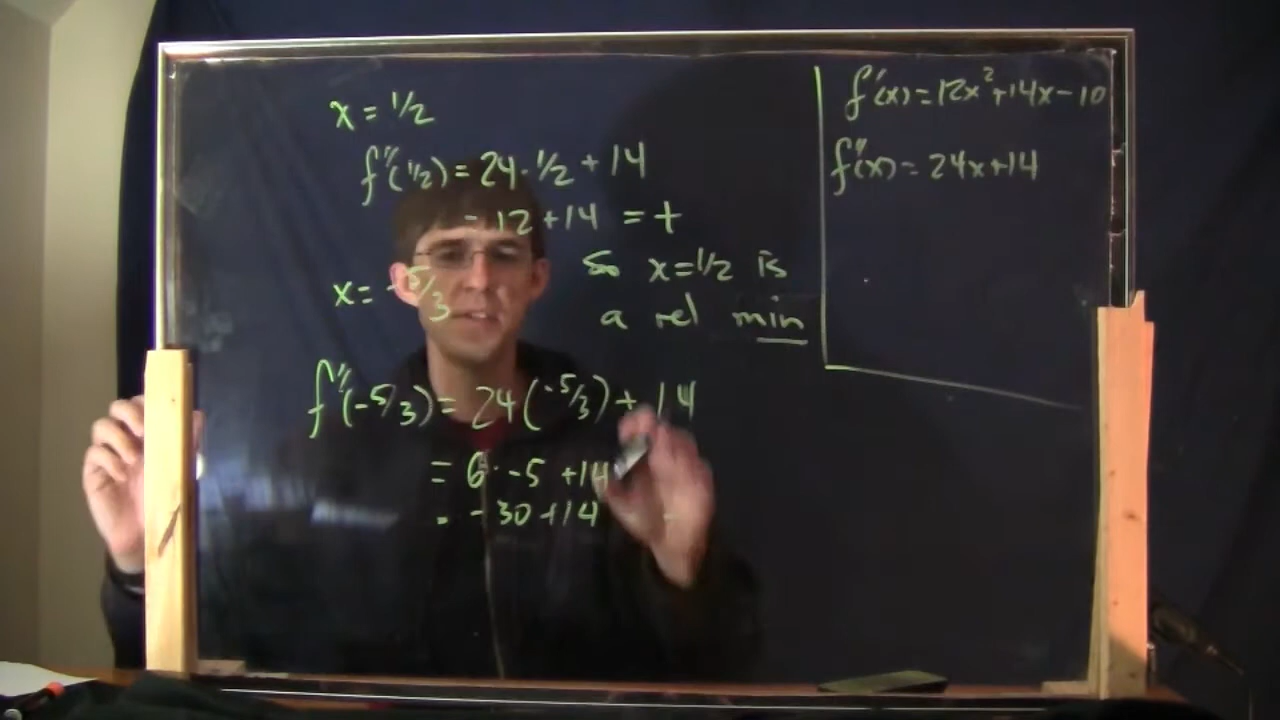 x = 1/2
f''(1/2) = 24 · 1/2 + 14
= 12 + 14 = +
So x = 1/2 is
a rel min
x = -5/3
f''(-5/3) = 24(-5/3) + 14
= 6 · -5 + 14
= -30 + 14
f'(x) = 12x² + 14x - 10
f''(x) = 24x + 14